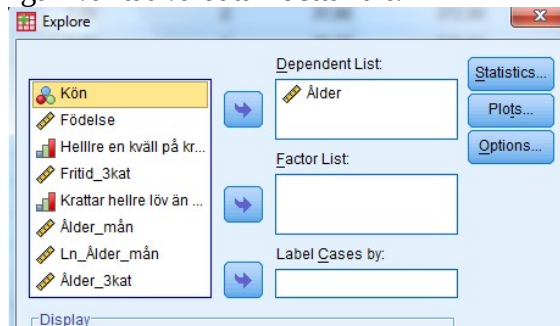 Explore
Kön
Födelse
Helllre en kväll på kr...
Fritid_3kat
Krattar hellre löv än ...
Ålder_mån
Ln_Ålder_mån
Ålder_3kat
Dependent List:
Ålder
Factor List:
Label Cases by:
Statistics...
Plots...
Options...
Display